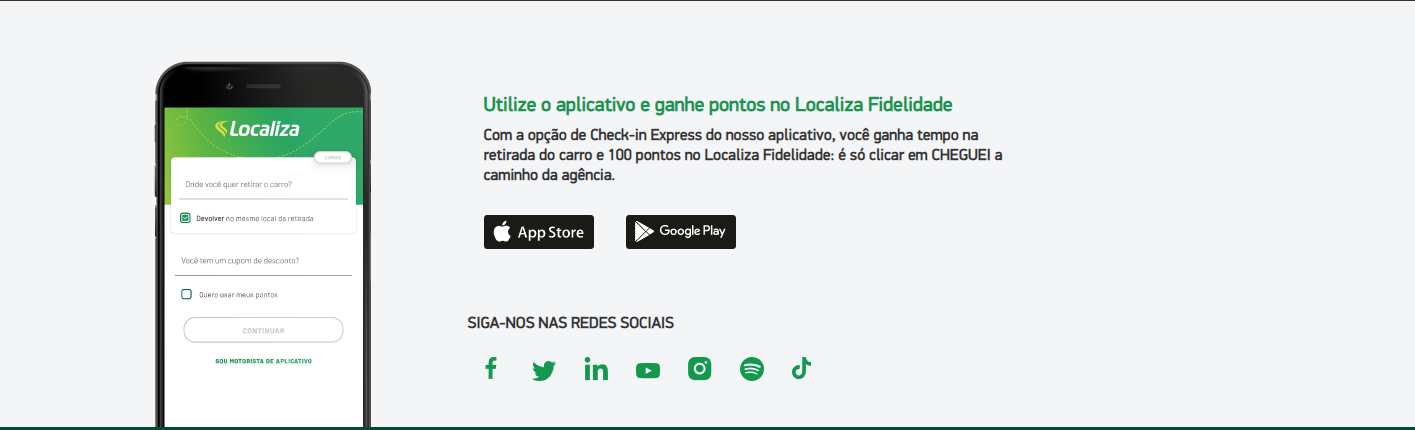 Localiza
LIMPAR
Onde você quer retirar o carro?
Devolver no mesmo local da retirada
Você tem um cupom de desconto?
Quero usar meus pontos
CONTINUAR
SOU MOTORISTA DE APLICATIVO
Utilize o aplicativo e ganhe pontos no Localiza Fidelidade
Com a opção de Check-in Express do nosso aplicativo, você ganha tempo na
retirada do carro e 100 pontos no Localiza Fidelidade: é só clicar em CHEGUEI a
caminho da agência.
App Store
Google Play
SIGA-NOS NAS REDES SOCIAIS